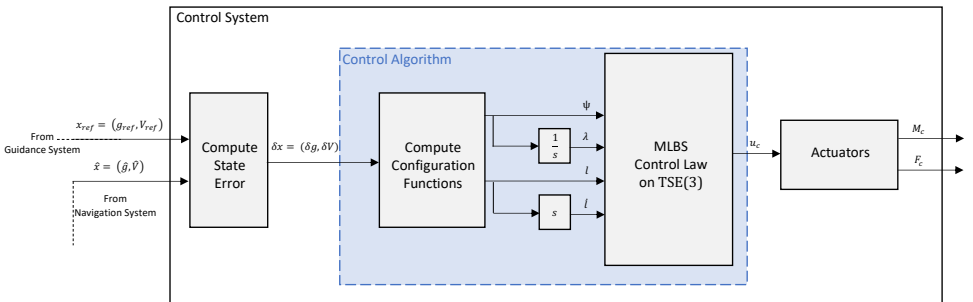 Control System
Control Algorithm
x_ref = (g_ref, V_ref)
From
Guidance System
x̂ = (ĝ, V̂)
From
Navigation System
Compute
State
Error
δx = (δg, δV)
Compute
Configuration
Functions
ψ
1/s
λ
l
s
l̇
MLBS
Control Law
on TSE(3)
u_c
Actuators
M_c
F_c